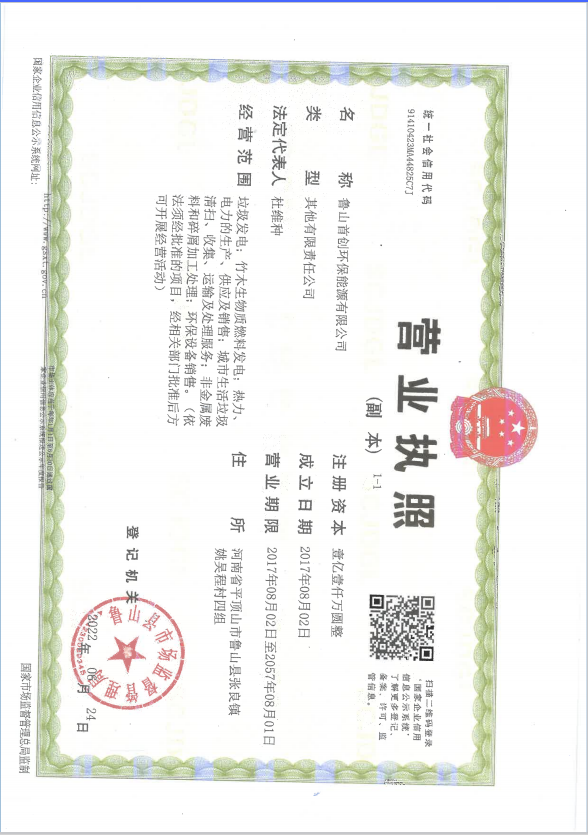 营业执照
(副 本) 1-1
统一社会信用代码
91410423MA44825C7J
扫描二维码登录
'国家企业信用
信息公示系统'
了解更多登记、
备案、许可、监
管信息。
名 称 鲁山首创环保能源有限公司
类 型 其他有限责任公司
法定代表人 杜维种
经营范围 垃圾发电；竹木生物质燃料发电；热力、
电力的生产、供应及销售；城市生活垃圾
清扫、收集、运输及处理服务；非金属废
料和碎屑加工处理；环保设备销售。（依
法须经批准的项目，经相关部门批准后方
可开展经营活动）
注册资本 壹亿壹仟万圆整
成立日期 2017年08月02日
营业期限 2017年08月02日至2057年08月01日
住 所 河南省平顶山市鲁山县张良镇
姚吴程村四组
登记机关
鲁山县市场监督管理局
2022 年 06 月 24 日
国家企业信用信息公示系统网址：
http://www.gsxt.gov.cn
国家市场监督管理总局监制